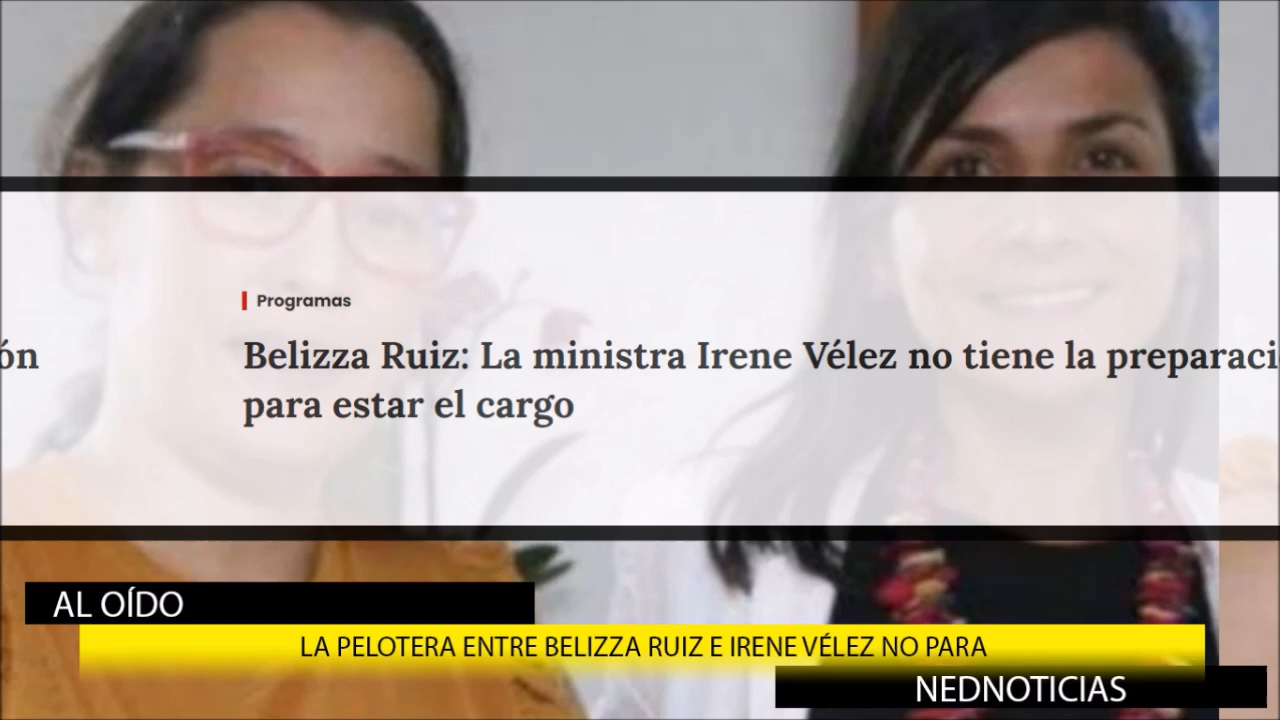 Programas
ón
Belizza Ruiz: La ministra Irene Vélez no tiene la preparaci
para estar el cargo
AL OÍDO
LA PELOTERA ENTRE BELIZZA RUIZ E IRENE VÉLEZ NO PARA
NEDNOTICIAS